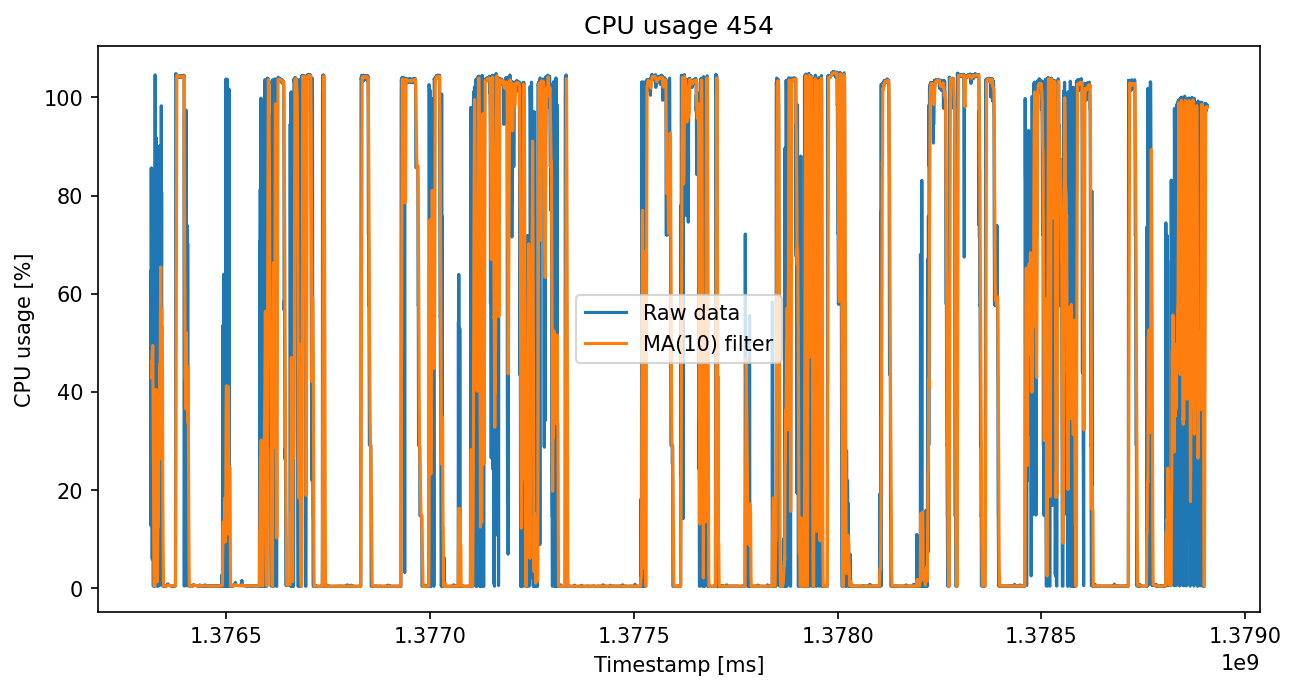 CPU usage 454
CPU usage [%]
100
80
60
40
20
0
Raw data
MA(10) filter
1.3765 1.3770 1.3775 1.3780 1.3785 1.3790
1e9
Timestamp [ms]